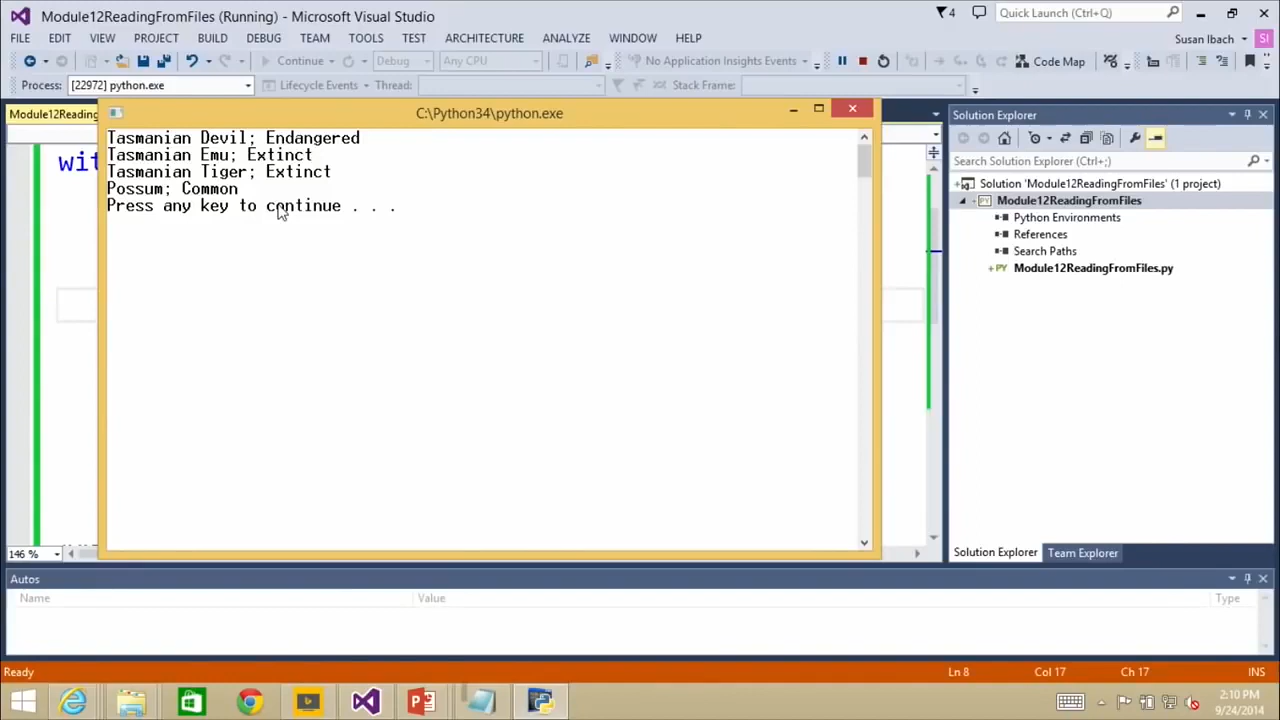 Module12ReadingFromFiles (Running) - Microsoft Visual Studio
4
Quick Launch (Ctrl+Q)
FILE EDIT VIEW PROJECT BUILD DEBUG TEAM TOOLS TEST ARCHITECTURE ANALYZE WINDOW HELP
Susan Ibach
SI
Continue
Debug
Any CPU
No Application Insights Events
Code Map
Process: [22972] python.exe
Lifecycle Events
Thread:
Stack Frame:
Module12Reading
C:\Python34\python.exe
Tasmanian Devil; Endangered
Tasmanian Emu; Extinct
Tasmanian Tiger; Extinct
Possum; Common
Press any key to continue . . .
wit
146 %
Solution Explorer
Search Solution Explorer (Ctrl+;)
Solution 'Module12ReadingFromFiles' (1 project)
Module12ReadingFromFiles
Python Environments
References
Search Paths
Module12ReadingFromFiles.py
Solution Explorer Team Explorer
Autos
Name Value Type
Ready Ln 8 Col 17 Ch 17 INS
2:10 PM
9/24/2014